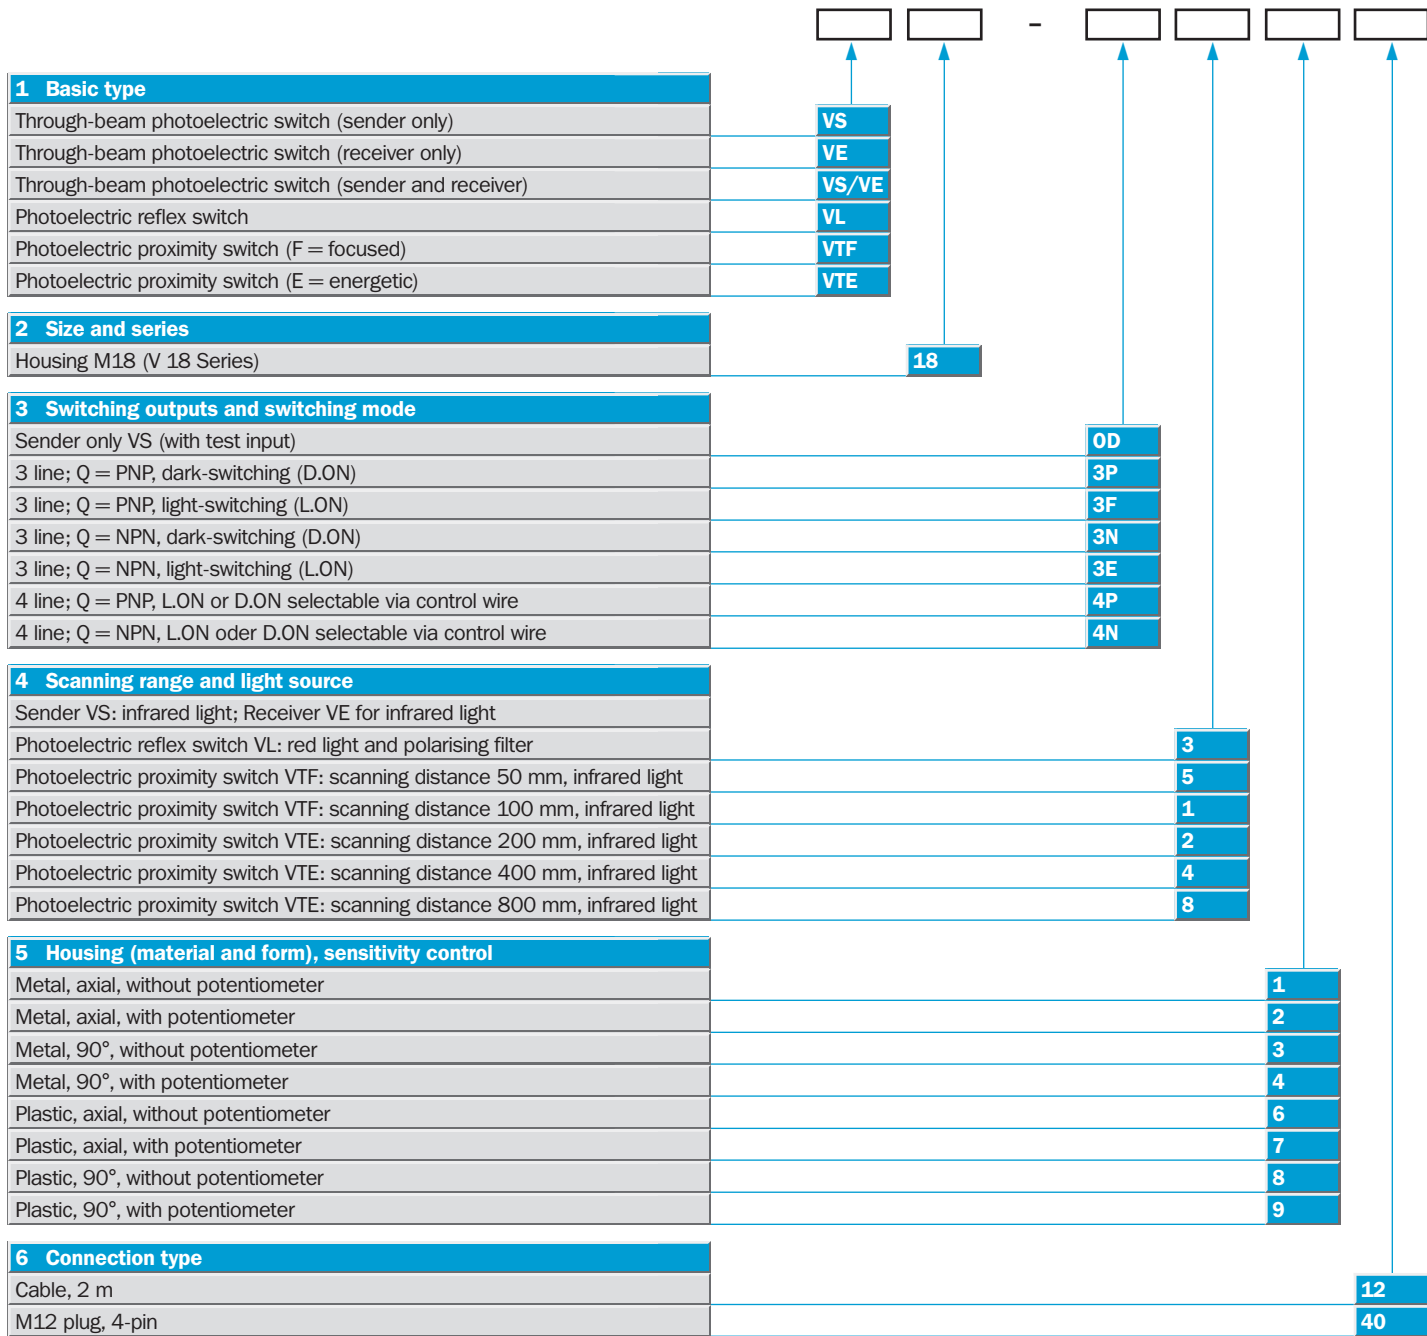 –
1 Basic type
Through-beam photoelectric switch (sender only) VS
Through-beam photoelectric switch (receiver only) VE
Through-beam photoelectric switch (sender and receiver) VS/VE
Photoelectric reflex switch VL
Photoelectric proximity switch (F = focused) VTF
Photoelectric proximity switch (E = energetic) VTE
2 Size and series
Housing M18 (V 18 Series) 18
3 Switching outputs and switching mode
Sender only VS (with test input) 0D
3 line; Q = PNP, dark-switching (D.ON) 3P
3 line; Q = PNP, light-switching (L.ON) 3F
3 line; Q = NPN, dark-switching (D.ON) 3N
3 line; Q = NPN, light-switching (L.ON) 3E
4 line; Q = PNP, L.ON or D.ON selectable via control wire 4P
4 line; Q = NPN, L.ON oder D.ON selectable via control wire 4N
4 Scanning range and light source
Sender VS: infrared light; Receiver VE for infrared light
Photoelectric reflex switch VL: red light and polarising filter 3
Photoelectric proximity switch VTF: scanning distance 50 mm, infrared light 5
Photoelectric proximity switch VTF: scanning distance 100 mm, infrared light 1
Photoelectric proximity switch VTE: scanning distance 200 mm, infrared light 2
Photoelectric proximity switch VTE: scanning distance 400 mm, infrared light 4
Photoelectric proximity switch VTE: scanning distance 800 mm, infrared light 8
5 Housing (material and form), sensitivity control
Metal, axial, without potentiometer 1
Metal, axial, with potentiometer 2
Metal, 90°, without potentiometer 3
Metal, 90°, with potentiometer 4
Plastic, axial, without potentiometer 6
Plastic, axial, with potentiometer 7
Plastic, 90°, without potentiometer 8
Plastic, 90°, with potentiometer 9
6 Connection type
Cable, 2 m 12
M12 plug, 4-pin 40